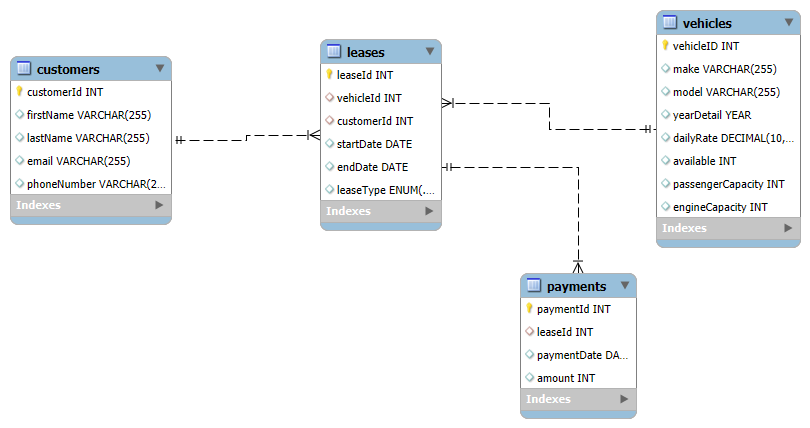 customers
customerId INT
firstName VARCHAR(255)
lastName VARCHAR(255)
email VARCHAR(255)
phoneNumber VARCHAR(2...
Indexes
leases
leaseId INT
vehicleId INT
customerId INT
startDate DATE
endDate DATE
leaseType ENUM(...
Indexes
vehicles
vehicleID INT
make VARCHAR(255)
model VARCHAR(255)
yearDetail YEAR
dailyRate DECIMAL(10,...
available INT
passengerCapacity INT
engineCapacity INT
Indexes
payments
paymentId INT
leaseId INT
paymentDate DA...
amount INT
Indexes